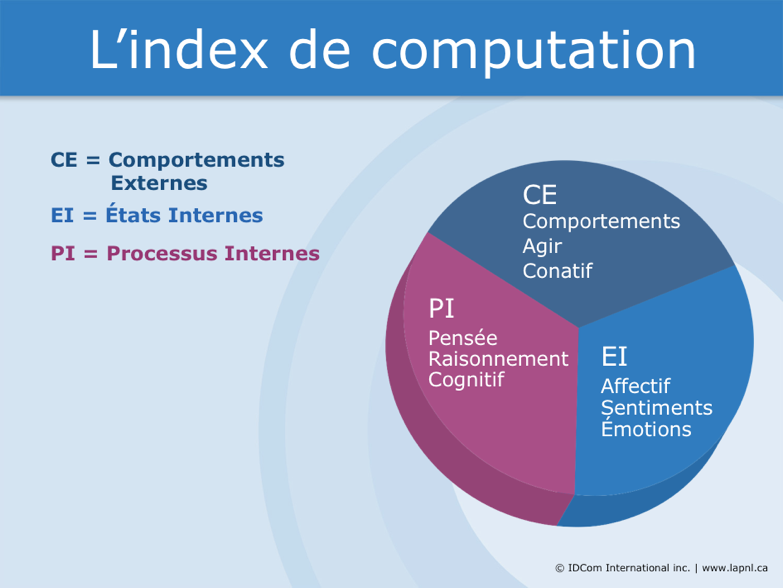 L’index de computation
CE = Comportements
Externes
EI = États Internes
PI = Processus Internes
CE
Comportements
Agir
Conatif
PI
Pensée
Raisonnement
Cognitif
EI
Affectif
Sentiments
Émotions
© IDCom International inc. | www.lapnl.ca